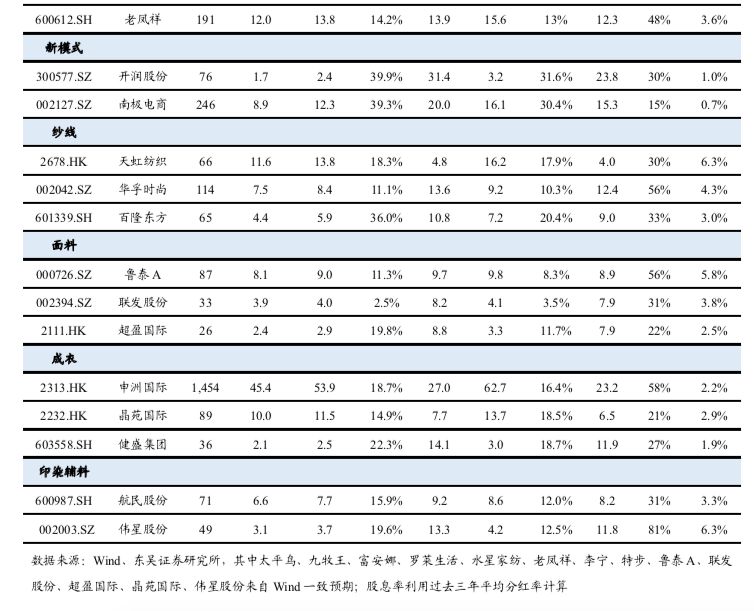 600612.SH 老凤祥 191 12.0 13.8 14.2% 13.9 15.6 13% 12.3 48% 3.6%
新模式
300577.SZ 开润股份 76 1.7 2.4 39.9% 31.4 3.2 31.6% 23.8 30% 1.0%
002127.SZ 南极电商 246 8.9 12.3 39.3% 20.0 16.1 30.4% 15.3 15% 0.7%
纱线
2678.HK 天虹纺织 66 11.6 13.8 18.3% 4.8 16.2 17.9% 4.0 30% 6.3%
002042.SZ 华孚时尚 114 7.5 8.4 11.1% 13.6 9.2 10.3% 12.4 56% 4.3%
601339.SH 百隆东方 65 4.4 5.9 36.0% 10.8 7.2 20.4% 9.0 33% 3.0%
面料
000726.SZ 鲁泰 A 87 8.1 9.0 11.3% 9.7 9.8 8.3% 8.9 56% 5.8%
002394.SZ 联发股份 33 3.9 4.0 2.5% 8.2 4.1 3.5% 7.9 31% 3.8%
2111.HK 超盈国际 26 2.4 2.9 19.8% 8.8 3.3 11.7% 7.9 22% 2.5%
成衣
2313.HK 申洲国际 1,454 45.4 53.9 18.7% 27.0 62.7 16.4% 23.2 58% 2.2%
2232.HK 晶苑国际 89 10.0 11.5 14.9% 7.7 13.7 18.5% 6.5 21% 2.9%
603558.SH 健盛集团 36 2.1 2.5 22.3% 14.1 3.0 18.7% 11.9 27% 1.9%
印染辅料
600987.SH 航民股份 71 6.6 7.7 15.9% 9.2 8.6 12.0% 8.2 31% 3.3%
002003.SZ 伟星股份 49 3.1 3.7 19.6% 13.3 4.2 12.5% 11.8 81% 6.3%
数据来源：Wind、东吴证券研究所，其中太平鸟、九牧王、富安娜、罗莱生活、水星家纺、老凤祥、李宁、特步、鲁泰 A、联发
股份、超盈国际、晶苑国际、伟星股份来自 Wind 一致预期；股息率利用过去三年平均分红率计算